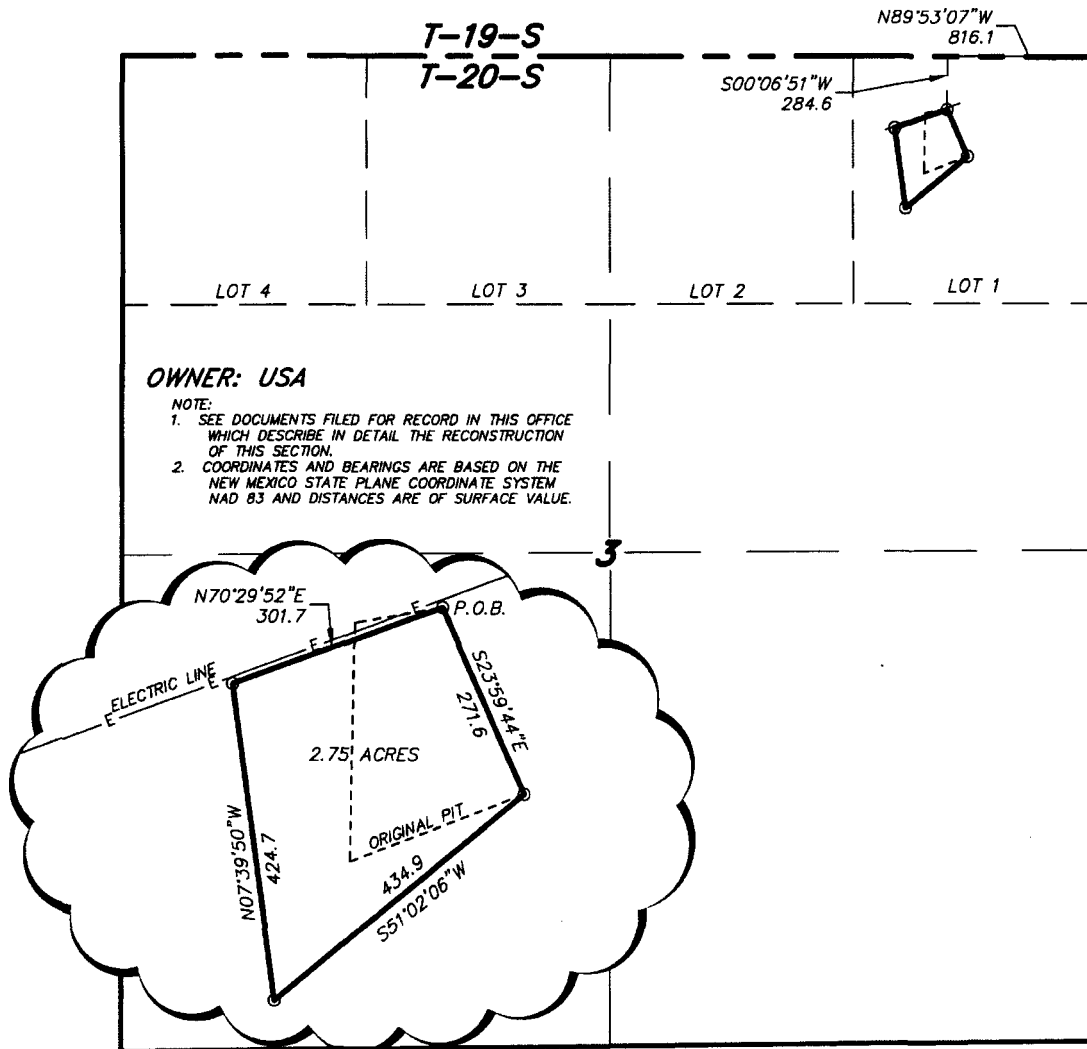 T-19-S
T-20-S
N89°53'07"W
816.1
S00°06'51"W
284.6
LOT 4
LOT 3
LOT 2
LOT 1
OWNER: USA
NOTE:
1. SEE DOCUMENTS FILED FOR RECORD IN THIS OFFICE
WHICH DESCRIBE IN DETAIL THE RECONSTRUCTION
OF THIS SECTION.
2. COORDINATES AND BEARINGS ARE BASED ON THE
NEW MEXICO STATE PLANE COORDINATE SYSTEM
NAD 83 AND DISTANCES ARE OF SURFACE VALUE.
3
N70°29'52"E
301.7
E
E
P.O.B.
ELECTRIC LINE
E
E
S23°59'44"E
271.6
2.75 ACRES
ORIGINAL PIT
N07°39'50"W
424.7
434.9
S51°02'06"W